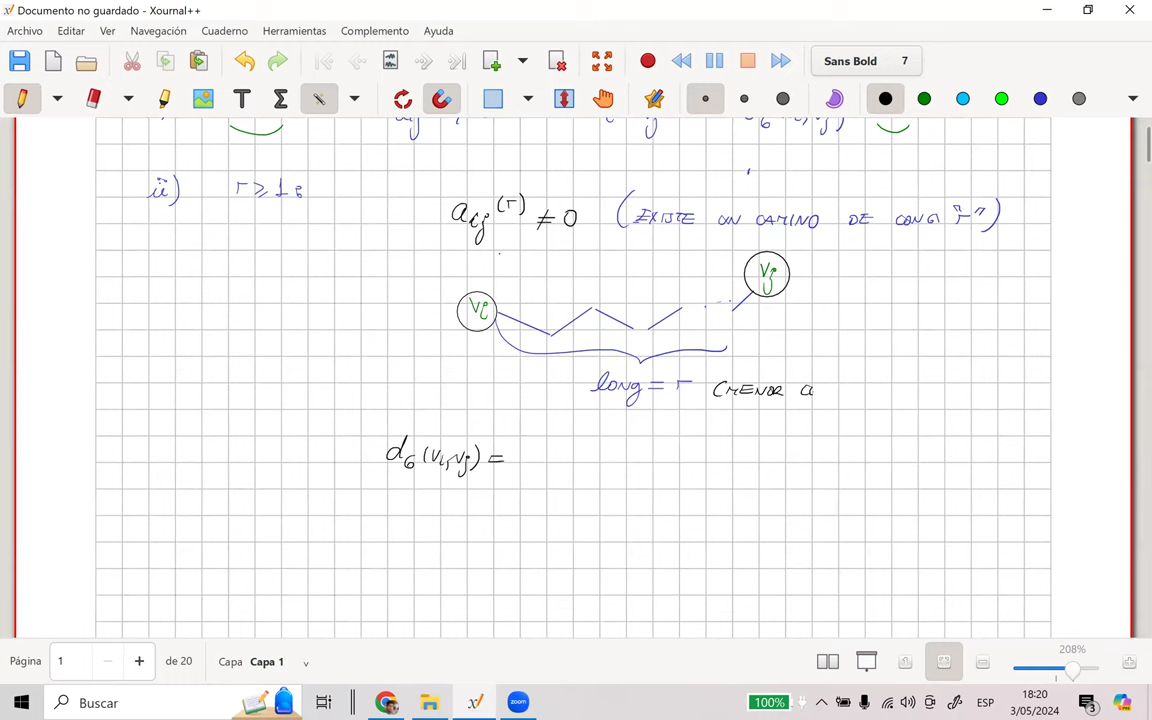 Documento no guardado - Xournal++
Archivo Editar Ver Navegación Cuaderno Herramientas Complemento Ayuda
Sans Bold 7
ii) r ≥ 1:
a_ij^(r) ≠ 0 (EXISTE UN CAMINO DE LONG "r")
vj
vi
long = r (MENOR a
d_G(vi,vj) =
Página 1 de 20 Capa Capa 1
208%
Buscar
zoom
100%
ESP
18:20
3/05/2024
3